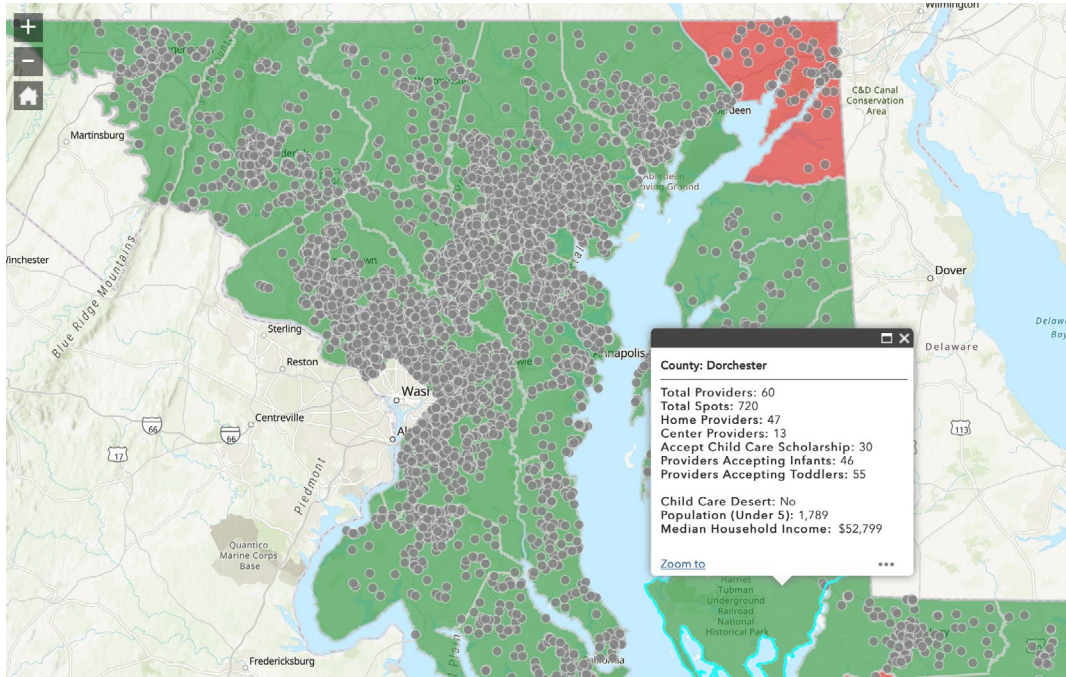 Wilmington
+
−
C&D Canal
Conservation
Area
Martinsburg
Aberdeen
Proving Ground
Winchester
Blue Ridge Mountains
Dover
Delaware
Bay
Delaware
Sterling
Reston
Annapolis
Centreville
66
66
17
113
Piedmont
Quantico
Marine Corps
Base
County: Dorchester
Total Providers: 60
Total Spots: 720
Home Providers: 47
Center Providers: 13
Accept Child Care Scholarship: 30
Providers Accepting Infants: 46
Providers Accepting Toddlers: 55
Child Care Desert: No
Population (Under 5): 1,789
Median Household Income: $52,799
Zoom to
Harriet
Tubman
Underground
Railroad
National
Historical Park
Fredericksburg
Plain